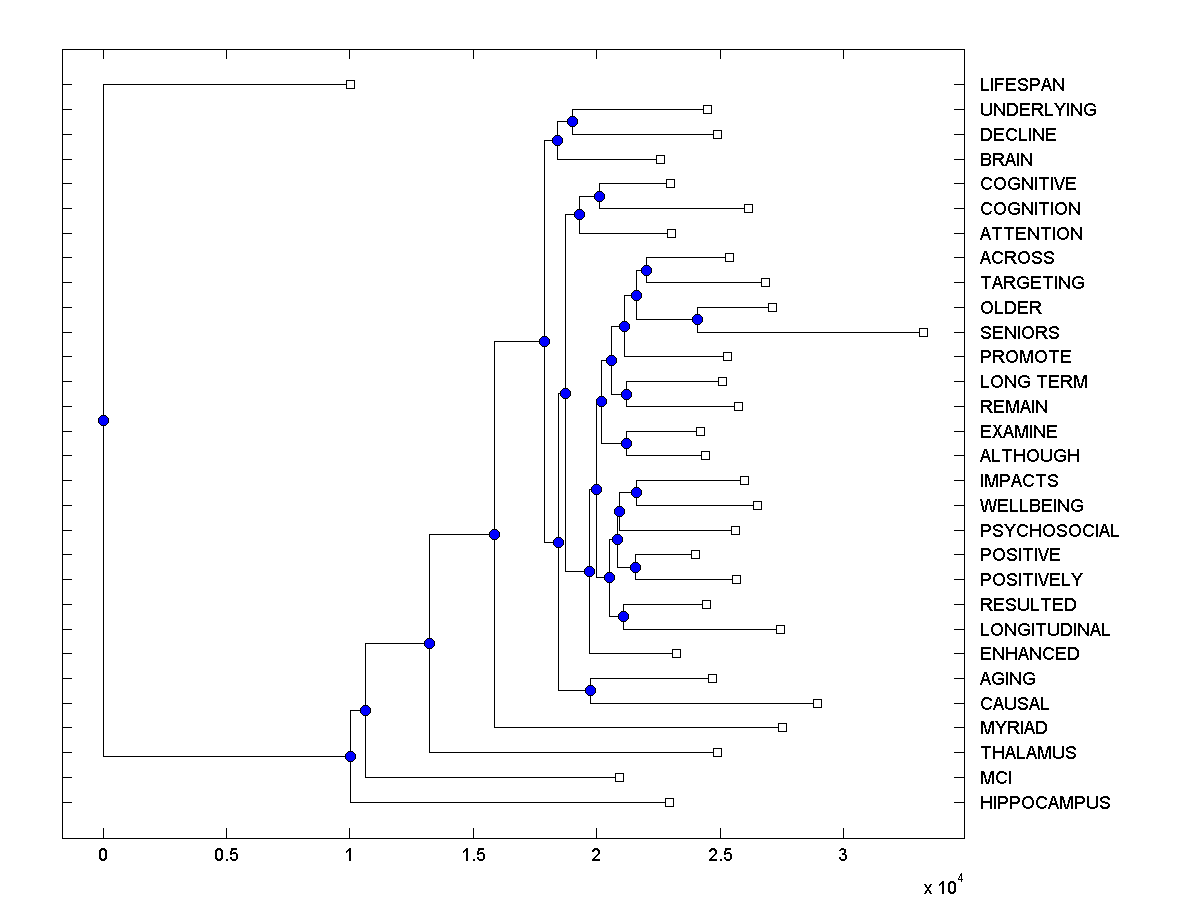 LIFESPAN
UNDERLYING
DECLINE
BRAIN
COGNITIVE
COGNITION
ATTENTION
ACROSS
TARGETING
OLDER
SENIORS
PROMOTE
LONG TERM
REMAIN
EXAMINE
ALTHOUGH
IMPACTS
WELLBEING
PSYCHOSOCIAL
POSITIVE
POSITIVELY
RESULTED
LONGITUDINAL
ENHANCED
AGING
CAUSAL
MYRIAD
THALAMUS
MCI
HIPPOCAMPUS
0 0.5 1 1.5 2 2.5 3
x 10^4